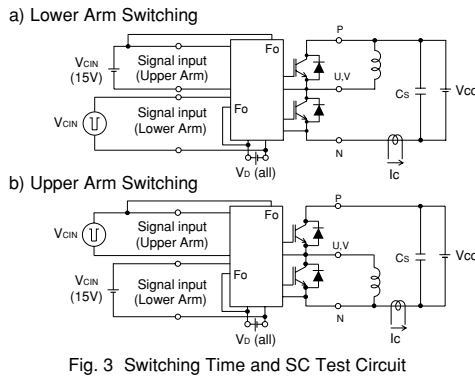 a) Lower Arm Switching
P
Fo
VCIN
(15V)
Signal input
(Upper Arm)
U,V
CS
Vcc
VCIN
Signal input
(Lower Arm)
Fo
N
VD (all)
Ic
b) Upper Arm Switching
P
Fo
VCIN
Signal input
(Upper Arm)
U,V
CS
Vcc
VCIN
(15V)
Signal input
(Lower Arm)
Fo
N
VD (all)
Ic
Fig. 3 Switching Time and SC Test Circuit